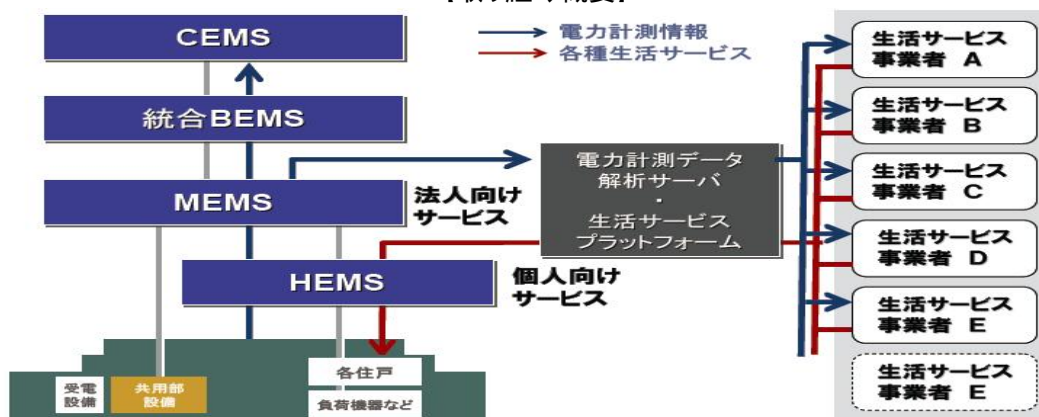 CEMS
統合BEMS
MEMS
HEMS
電力計測情報
各種生活サービス
法人向け
サービス
個人向け
サービス
電力計測データ
解析サーバ
・
生活サービス
プラットフォーム
受電
設備
共用部
設備
各住戸
負荷機器など
生活サービス
事業者 A
生活サービス
事業者 B
生活サービス
事業者 C
生活サービス
事業者 D
生活サービス
事業者 E
生活サービス
事業者 E